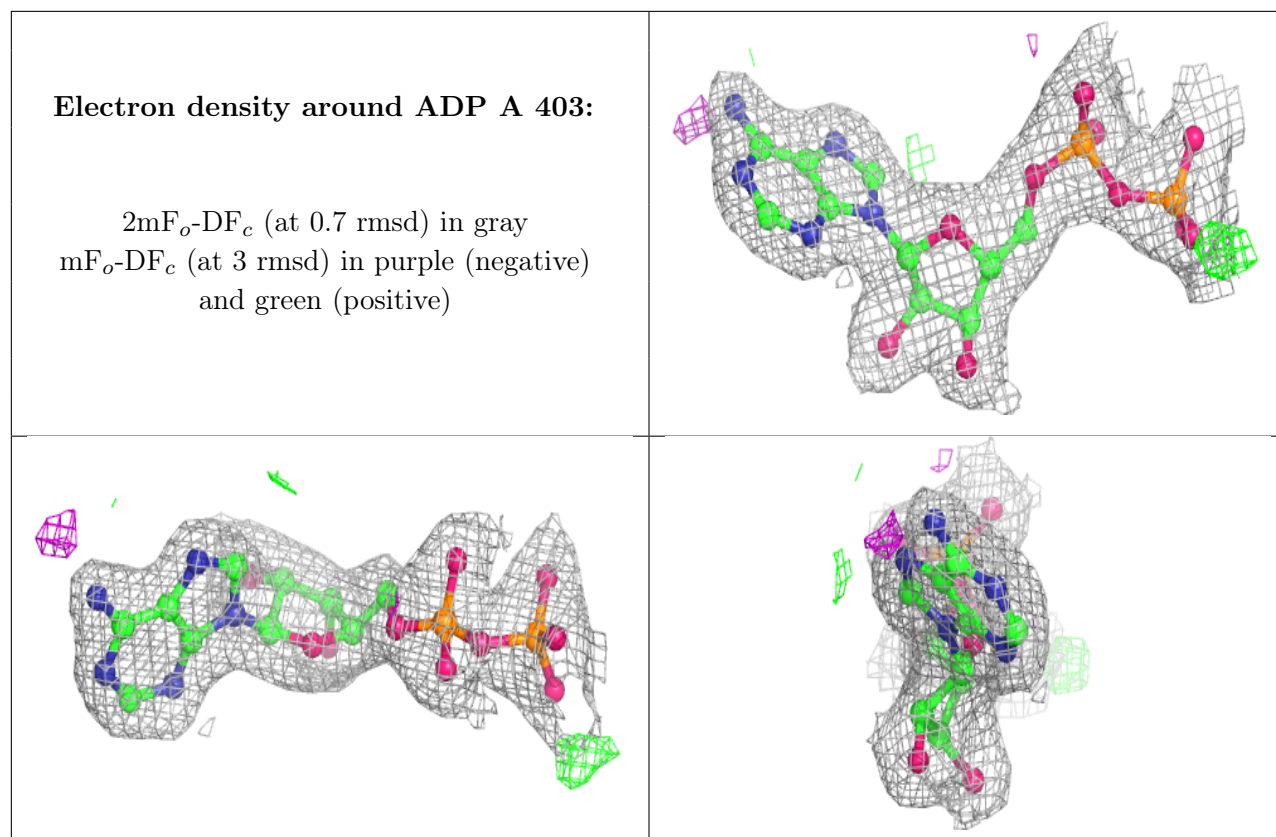 Electron density around ADP A 403:
2mFo-DFc (at 0.7 rmsd) in gray
mFo-DFc (at 3 rmsd) in purple (negative)
and green (positive)